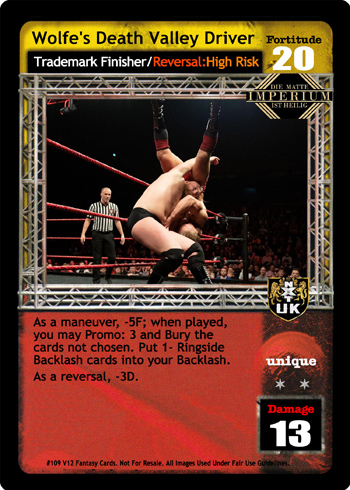 Wolfe's Death Valley Driver
Fortitude
20
Trademark Finisher/Reversal:High Risk
DIE MATTE
IMPERIUM
IST HEILIG
NXT
UK
As a maneuver, -5F; when played,
you may Promo: 3 and Bury the
cards not chosen. Put 1- Ringside
Backlash cards into your Backlash.
As a reversal, -3D.
unique
Damage
13
#109 V12 Fantasy Cards. Not For Resale. All Images Used Under Fair Use Guidelines.